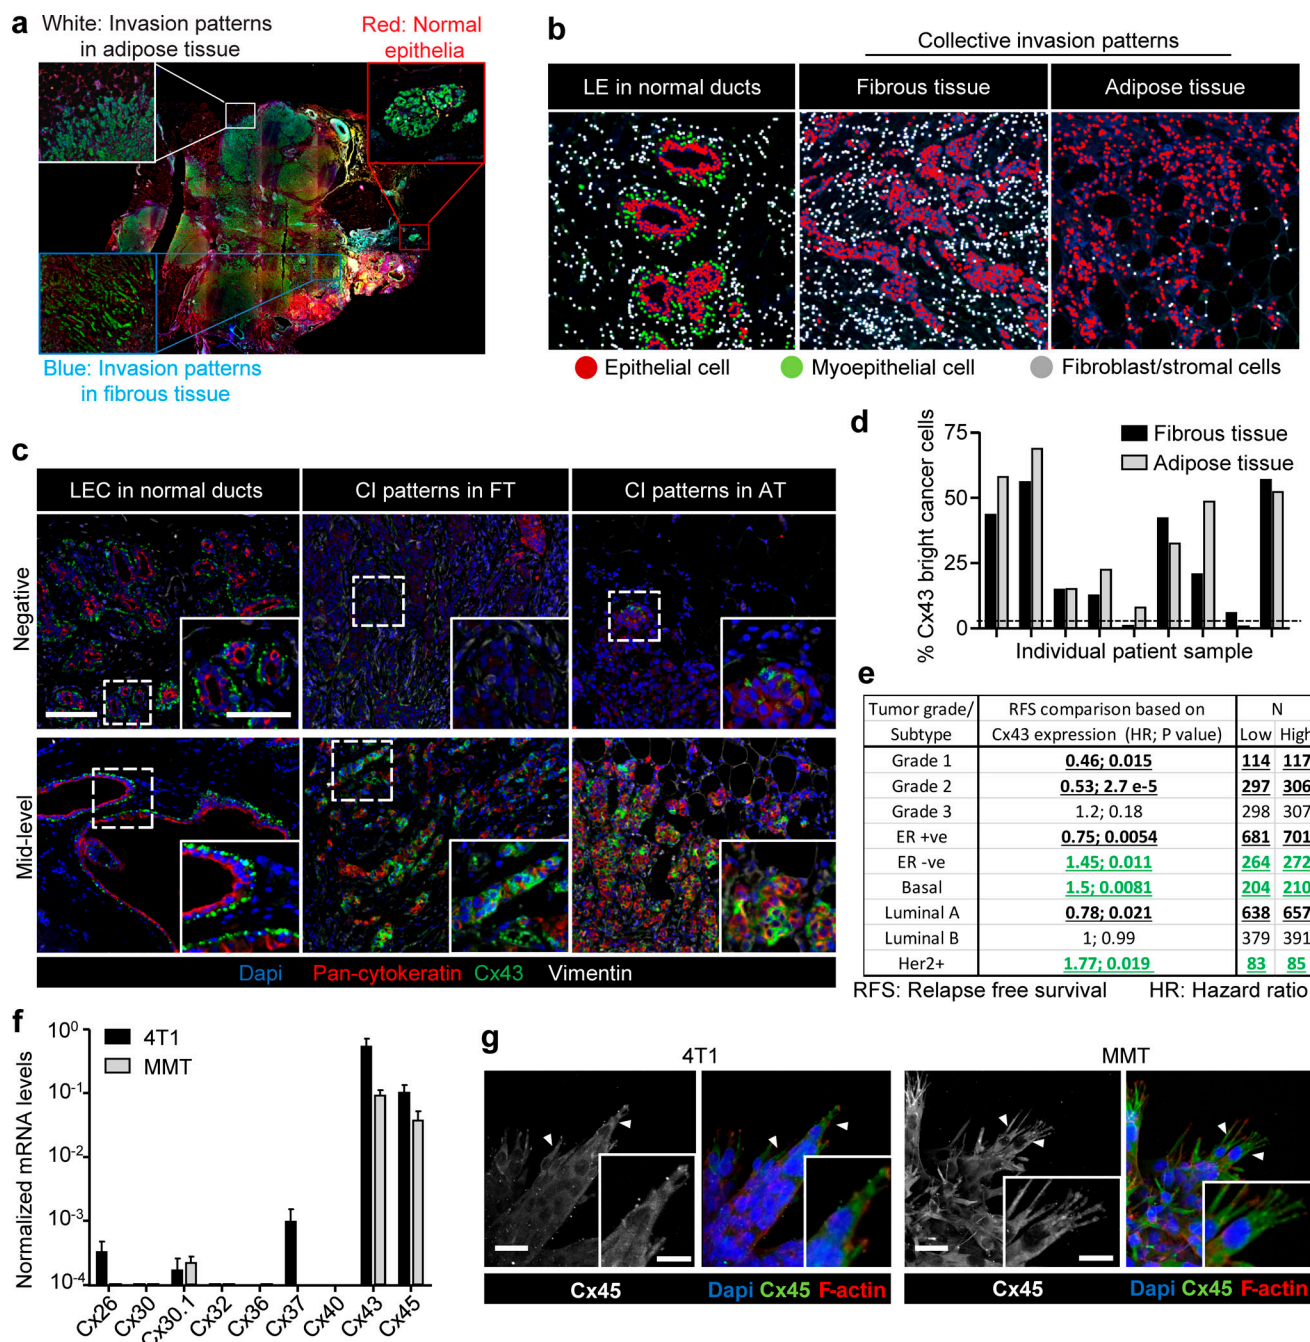 a
White: Invasion patterns
in adipose tissue
Red: Normal
epithelia
Blue: Invasion patterns
in fibrous tissue
b
Collective invasion patterns
LE in normal ducts
Fibrous tissue
Adipose tissue
Epithelial cell
Myoepithelial cell
Fibroblast/stromal cells
c
LEC in normal ducts
CI patterns in FT
CI patterns in AT
Negative
Mid-level
Dapi Pan-cytokeratin Cx43 Vimentin
d
% Cx43 bright cancer cells
75
50
25
0
Fibrous tissue
Adipose tissue
Individual patient sample
e
Tumor grade/ RFS comparison based on N
Subtype Cx43 expression (HR; P value) Low High
Grade 1 0.46; 0.015 114 117
Grade 2 0.53; 2.7 e-5 297 306
Grade 3 1.2; 0.18 298 307
ER +ve 0.75; 0.0054 681 701
ER -ve 1.45; 0.011 264 272
Basal 1.5; 0.0081 204 210
Luminal A 0.78; 0.021 638 657
Luminal B 1; 0.99 379 391
Her2+ 1.77; 0.019 83 85
RFS: Relapse free survival HR: Hazard ratio
f
Normalized mRNA levels
10⁰
10⁻¹
10⁻²
10⁻³
10⁻⁴
4T1
MMT
Cx26 Cx30 Cx30.1 Cx32 Cx36 Cx37 Cx40 Cx43 Cx45
g
4T1
MMT
Cx45
Dapi Cx45 F-actin
Cx45
Dapi Cx45 F-actin